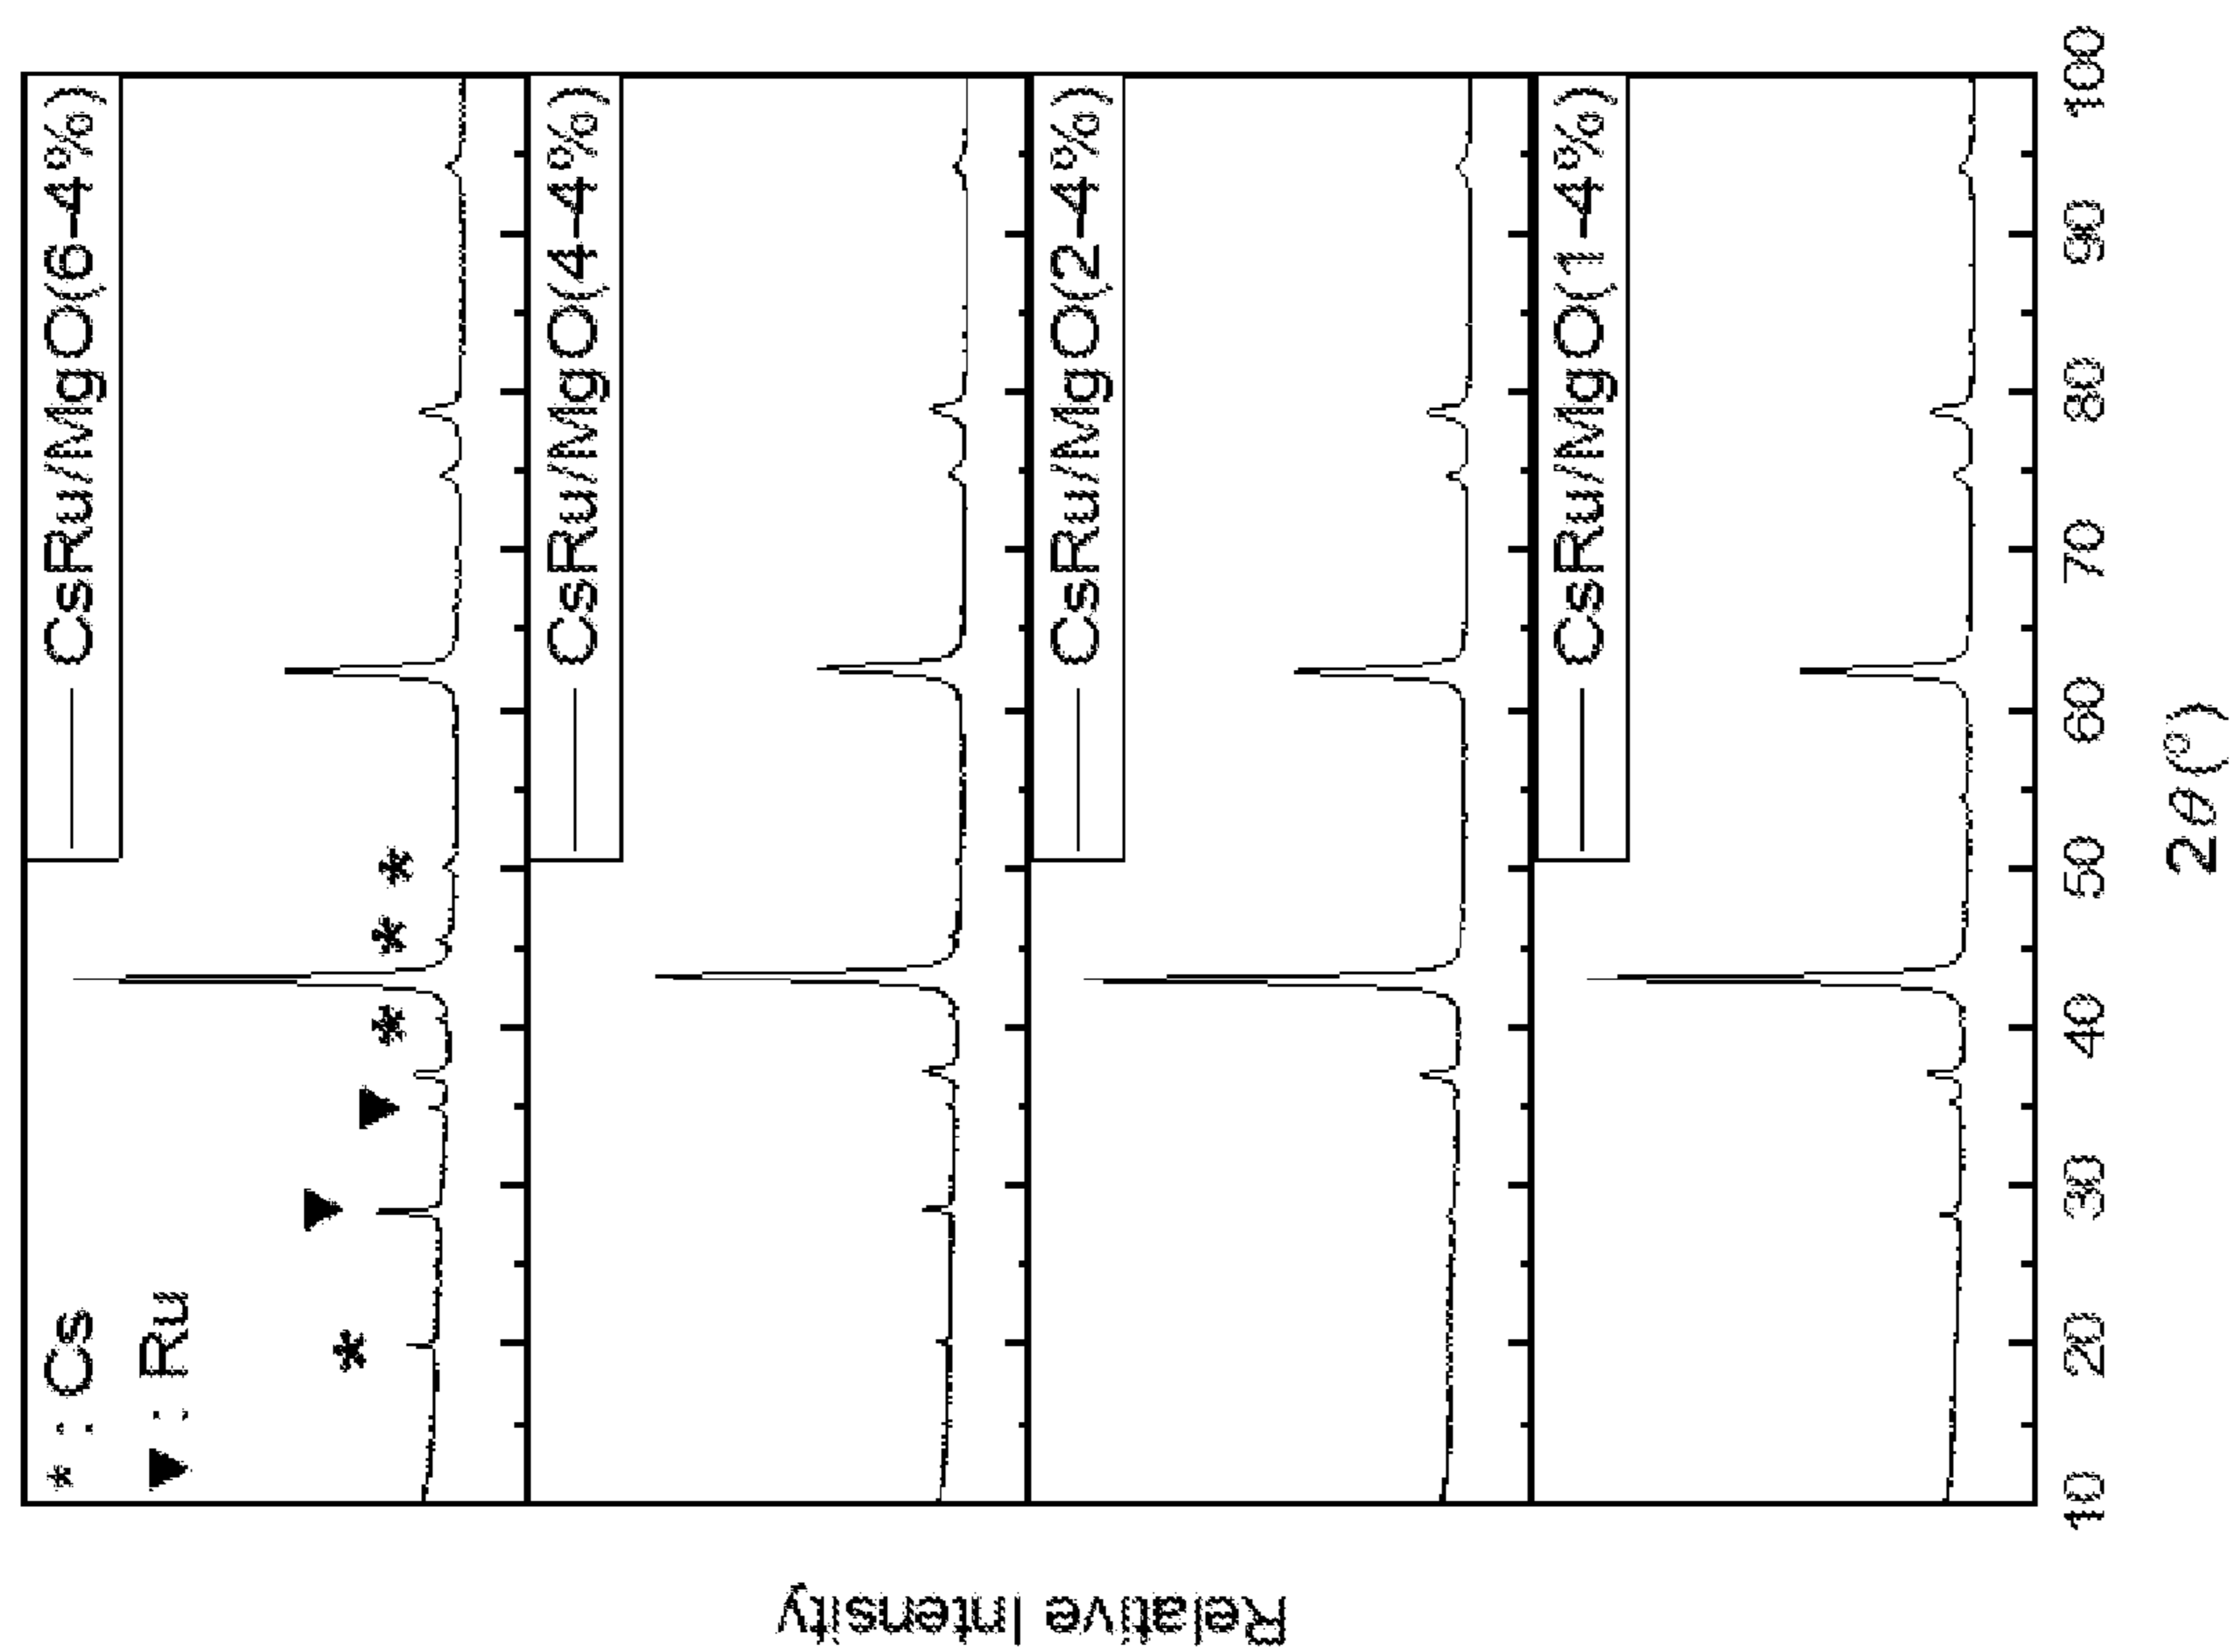 * : Cs
▼ : Ru
CsRu/MgO(6-4%)
CsRu/MgO(4-4%)
CsRu/MgO(2-4%)
CsRu/MgO(1-4%)
Relative Intensity
10 20 30 40 50 60 70 80 90 100
2θ(°)